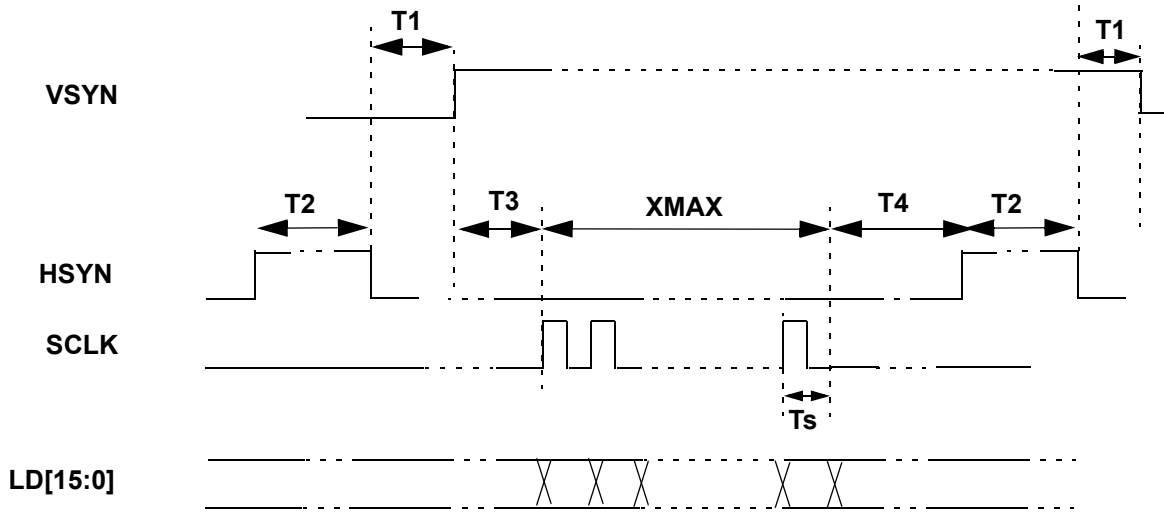 T1
T1
VSYN
T2
T3
XMAX
T4
T2
HSYN
SCLK
Ts
LD[15:0]